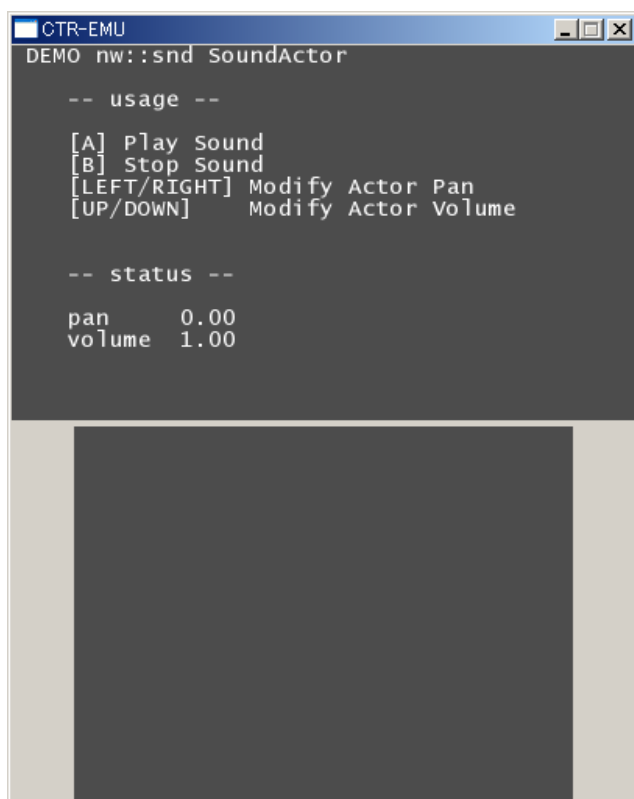 CTR-EMU
DEMO nw::snd SoundActor
-- usage --
[A] Play Sound
[B] Stop Sound
[LEFT/RIGHT] Modify Actor Pan
[UP/DOWN] Modify Actor Volume
-- status --
pan 0.00
volume 1.00